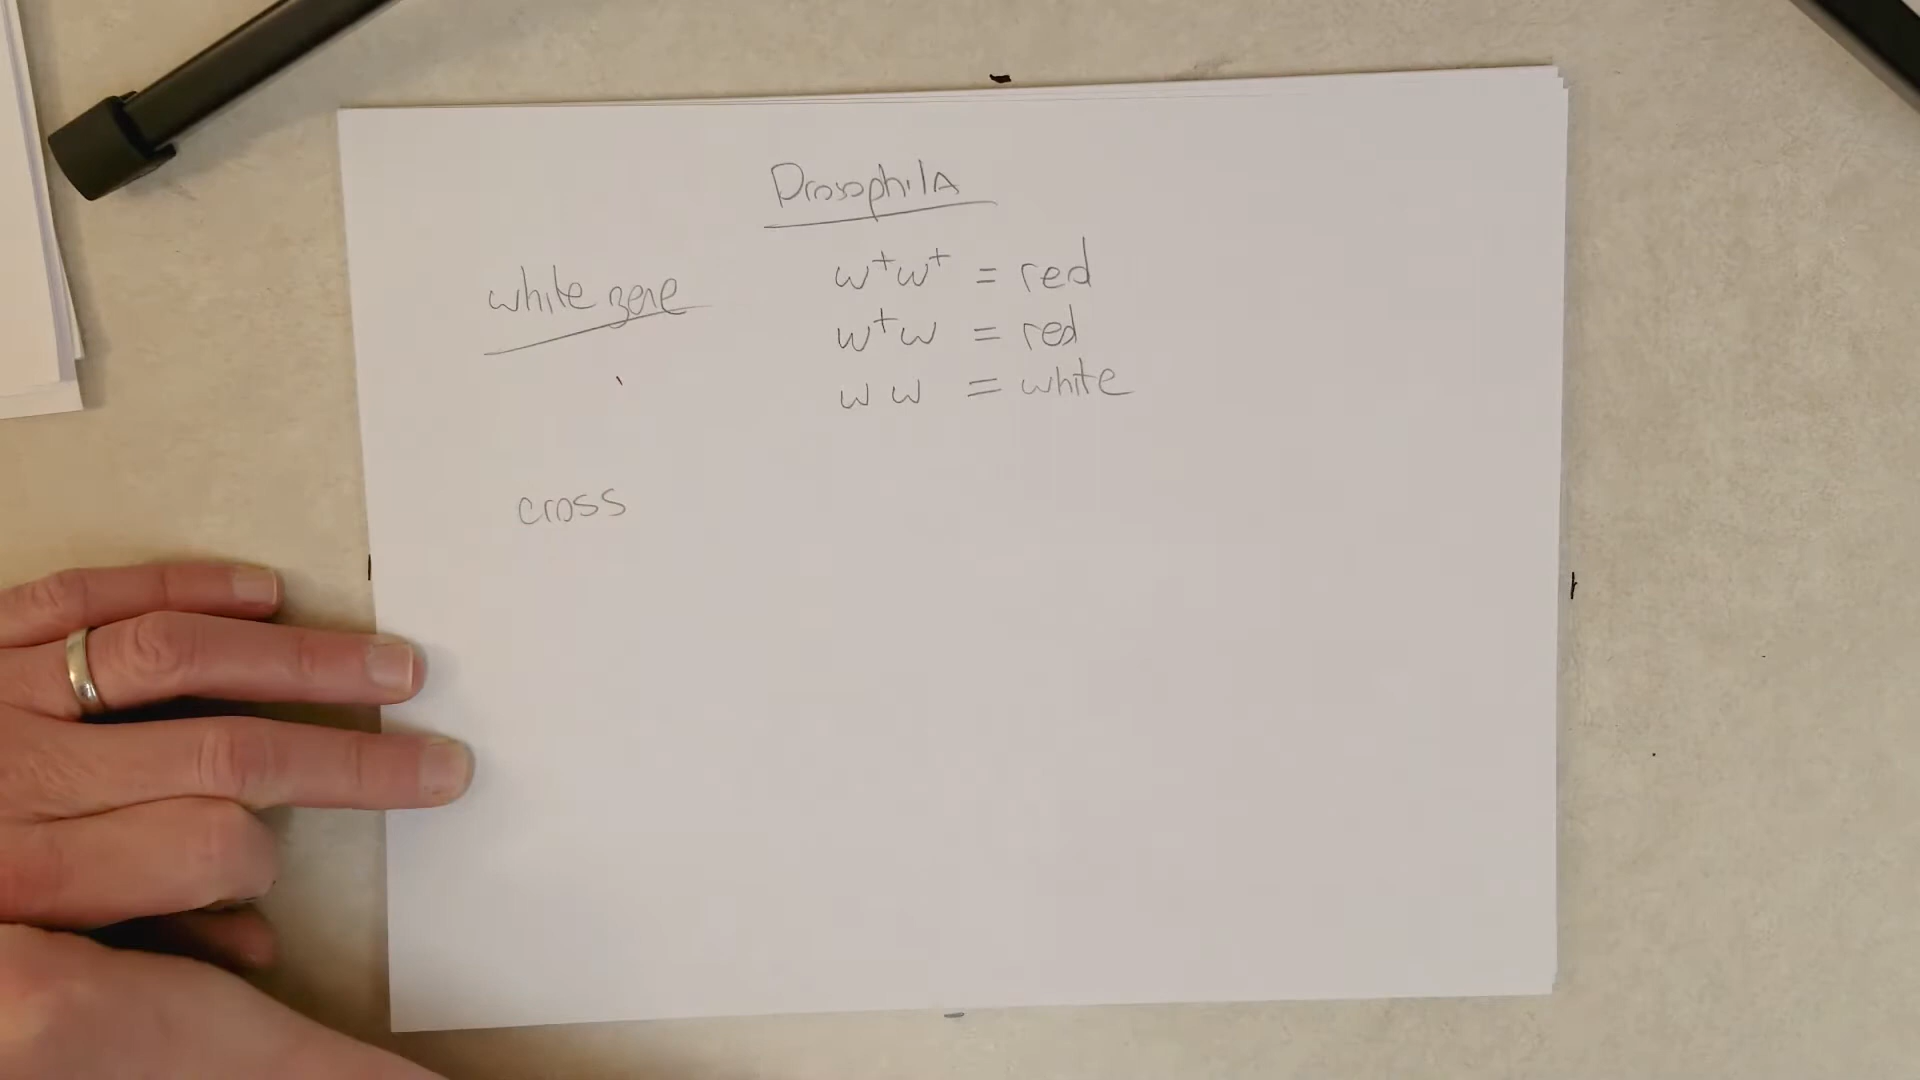 Drosophila
white gene
w⁺w⁺ = red
w⁺w = red
w w = white
cross